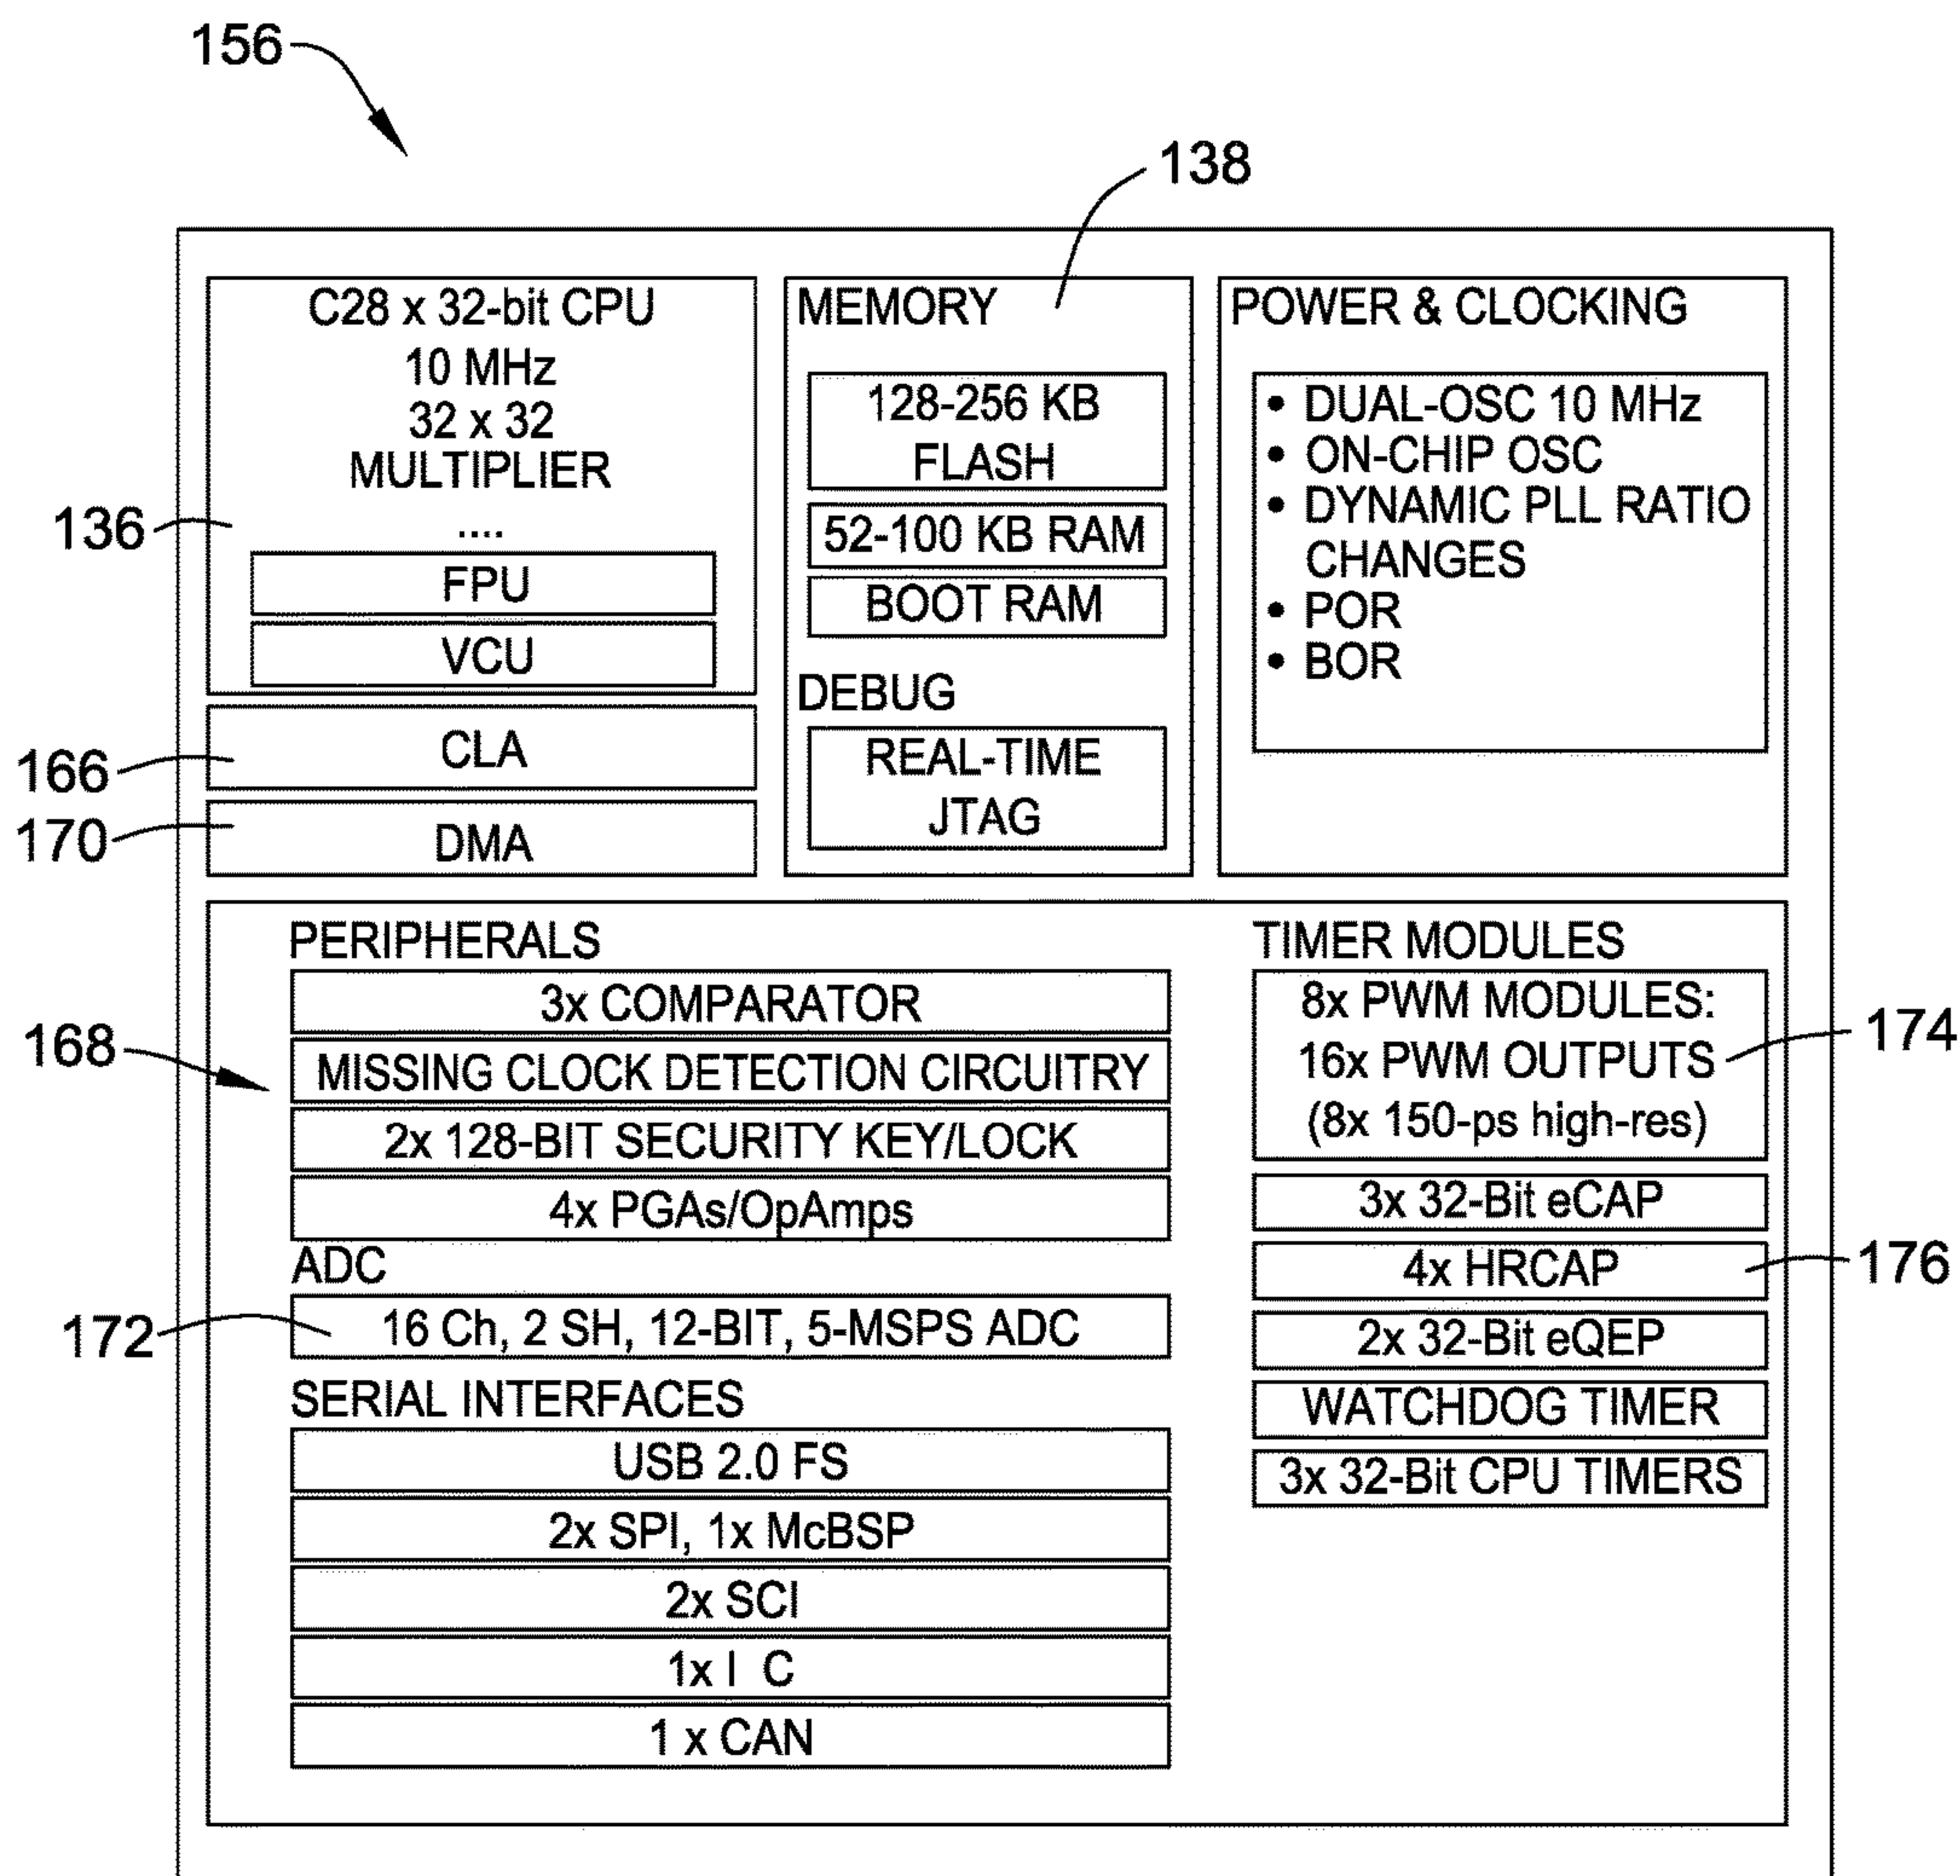 156
138
C28 x 32-bit CPU
10 MHz
32 x 32
MULTIPLIER
....
FPU
VCU
136
CLA
166
DMA
170
MEMORY
128-256 KB
FLASH
52-100 KB RAM
BOOT RAM
DEBUG
REAL-TIME
JTAG
POWER & CLOCKING
• DUAL-OSC 10 MHz
• ON-CHIP OSC
• DYNAMIC PLL RATIO
CHANGES
• POR
• BOR
PERIPHERALS
3x COMPARATOR
168
MISSING CLOCK DETECTION CIRCUITRY
2x 128-BIT SECURITY KEY/LOCK
4x PGAs/OpAmps
ADC
172
16 Ch, 2 SH, 12-BIT, 5-MSPS ADC
SERIAL INTERFACES
USB 2.0 FS
2x SPI, 1x McBSP
2x SCI
1x I C
1 x CAN
TIMER MODULES
8x PWM MODULES:
16x PWM OUTPUTS
(8x 150-ps high-res)
174
3x 32-Bit eCAP
4x HRCAP
176
2x 32-Bit eQEP
WATCHDOG TIMER
3x 32-Bit CPU TIMERS